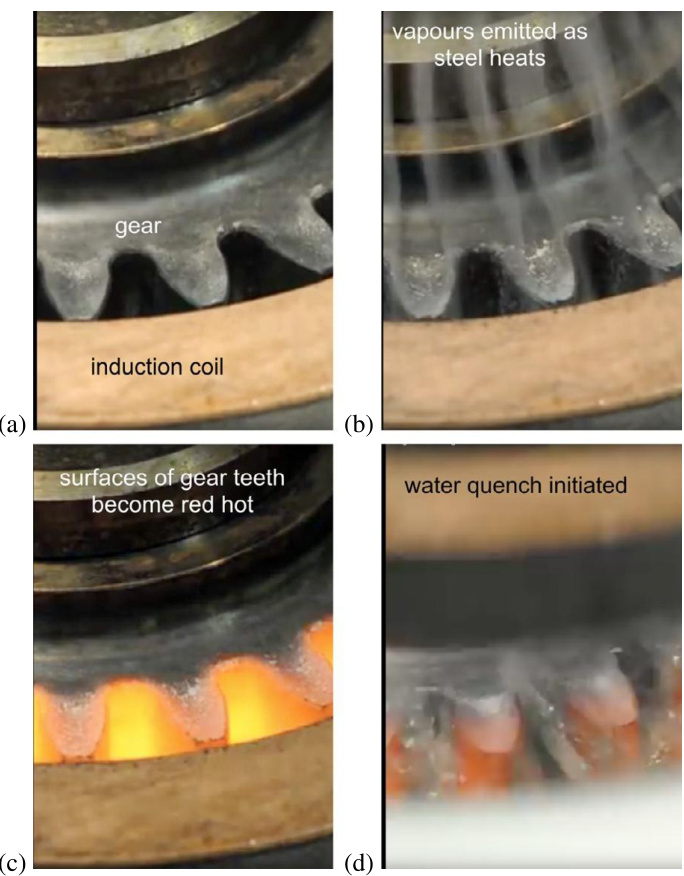 gear
induction coil
(a)
vapours emitted as
steel heats
(b)
surfaces of gear teeth
become red hot
(c)
water quench initiated
(d)